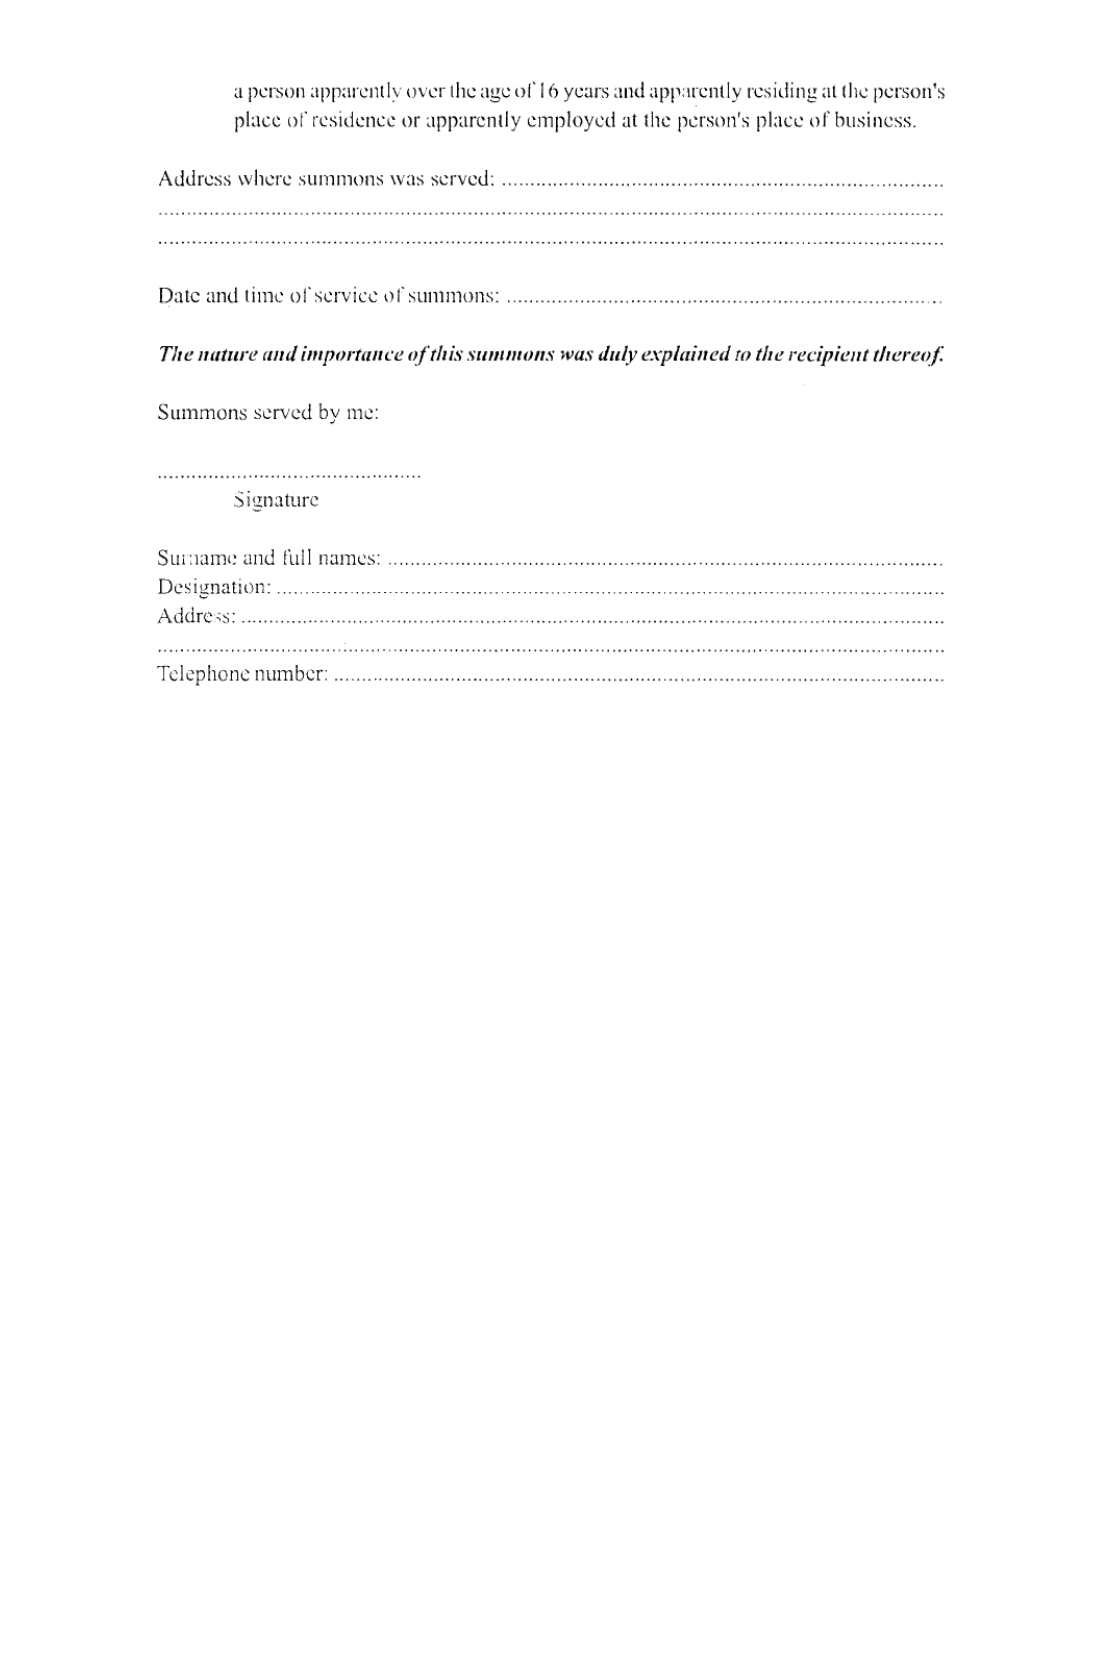 a person apparently over the age of 16 years and apparently residing at the person's
place of residence or apparently employed at the person's place of business.
Address where summons was served: ................................................................................
................................................................................................................................................
................................................................................................................................................
Date and time of service of summons: ..............................................................................
The nature and importance of this summons was duly explained to the recipient thereof.
Summons served by me:
................................................
Signature
Surname and full names: ....................................................................................................
Designation: ........................................................................................................................
Address: ..............................................................................................................................
................................................................................................................................................
Telephone number: ..............................................................................................................